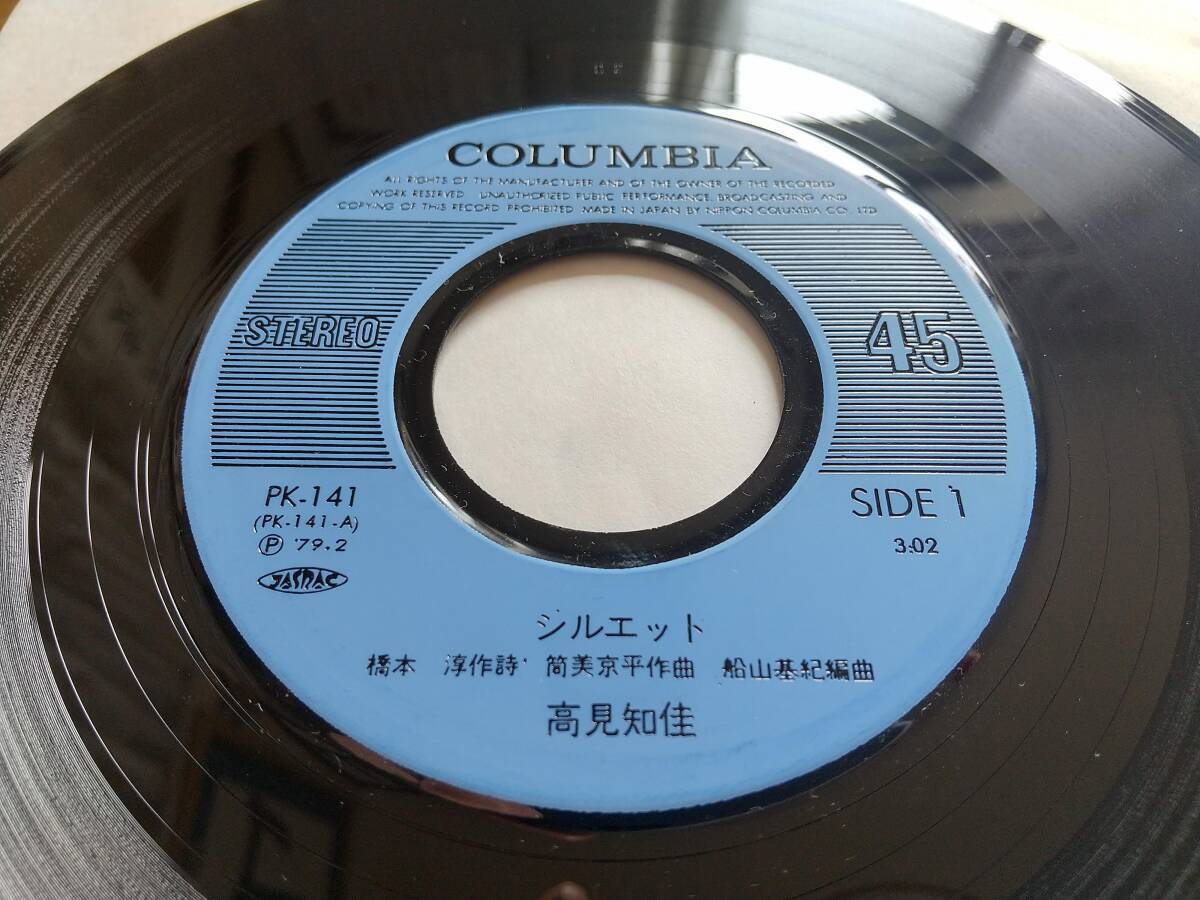 COLUMBIA
ALL RIGHTS OF THE MANUFACTURER AND OF THE OWNER OF THE RECORDED
WORK RESERVED UNAUTHORIZED PUBLIC PERFORMANCE, BROADCASTING AND
COPYING OF THIS RECORD PROHIBITED MADE IN JAPAN BY NIPPON COLUMBIA CO. LTD
STEREO
45
PK-141
(PK-141-A)
Ⓟ '79.2
JASRAC
SIDE 1
3:02
シルエット
橋本 淳作詩 筒美京平作曲 船山基紀編曲
高見知佳